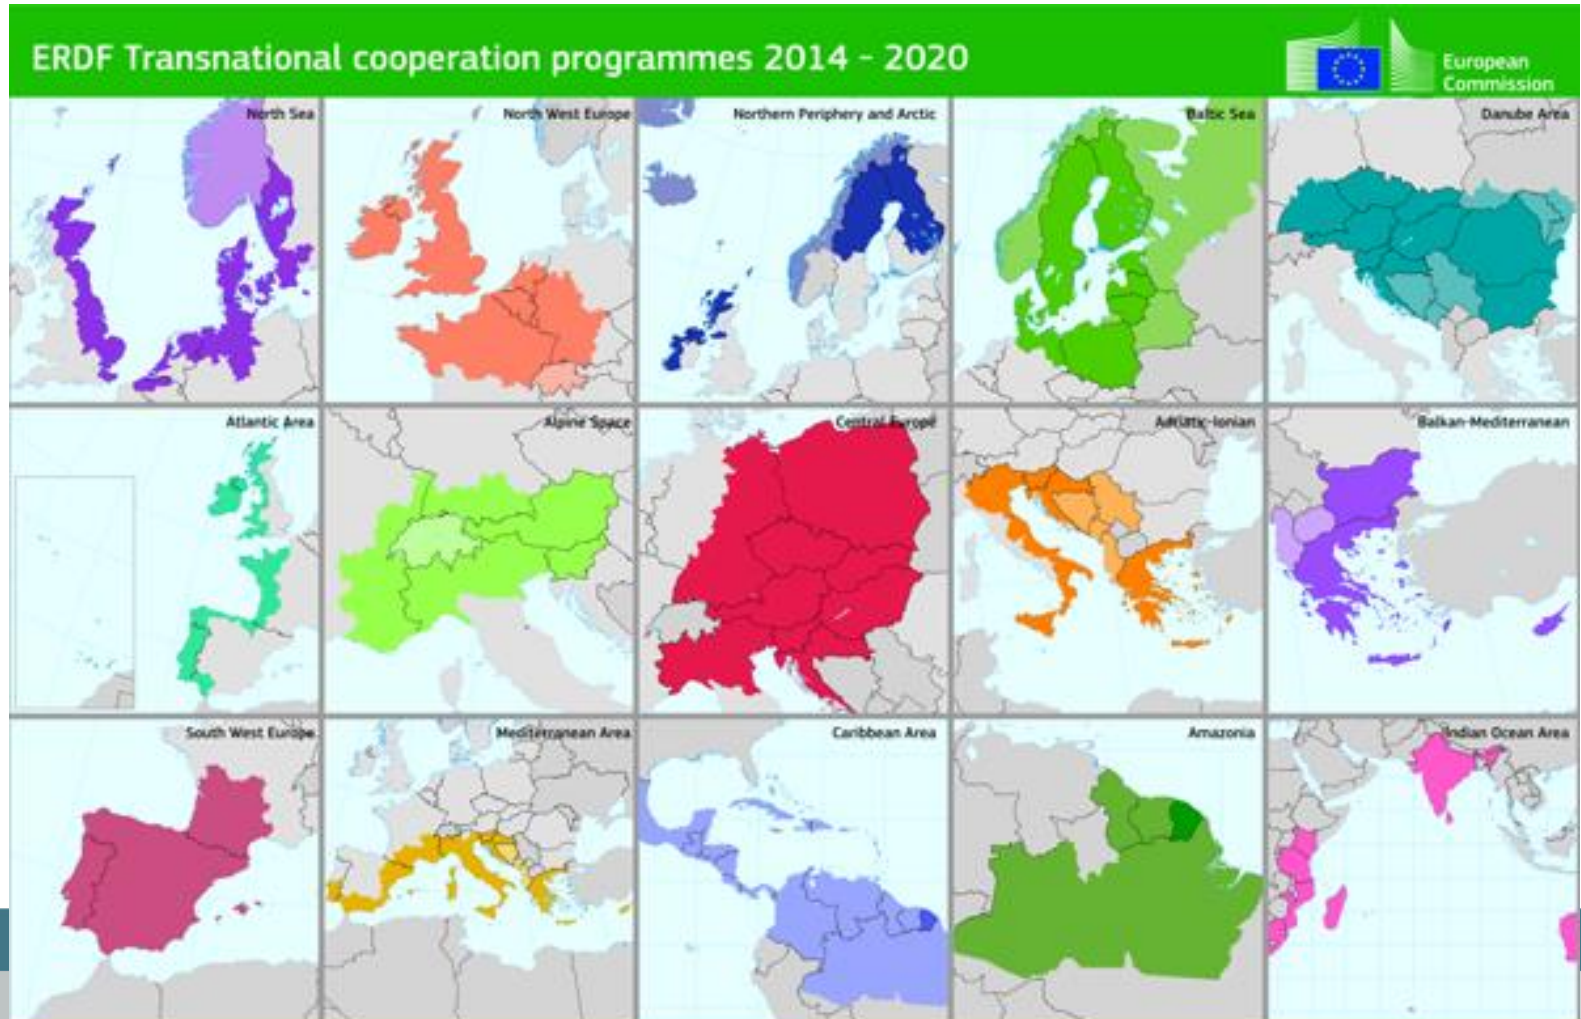 ERDF Transnational cooperation programmes 2014 - 2020
European
Commission
North Sea
North West Europe
Northern Periphery and Arctic
Baltic Sea
Danube Area
Atlantic Area
Alpine Space
Central Europe
Adriatic-Ionian
Balkan-Mediterranean
South West Europe
Mediterranean Area
Caribbean Area
Amazonia
Indian Ocean Area